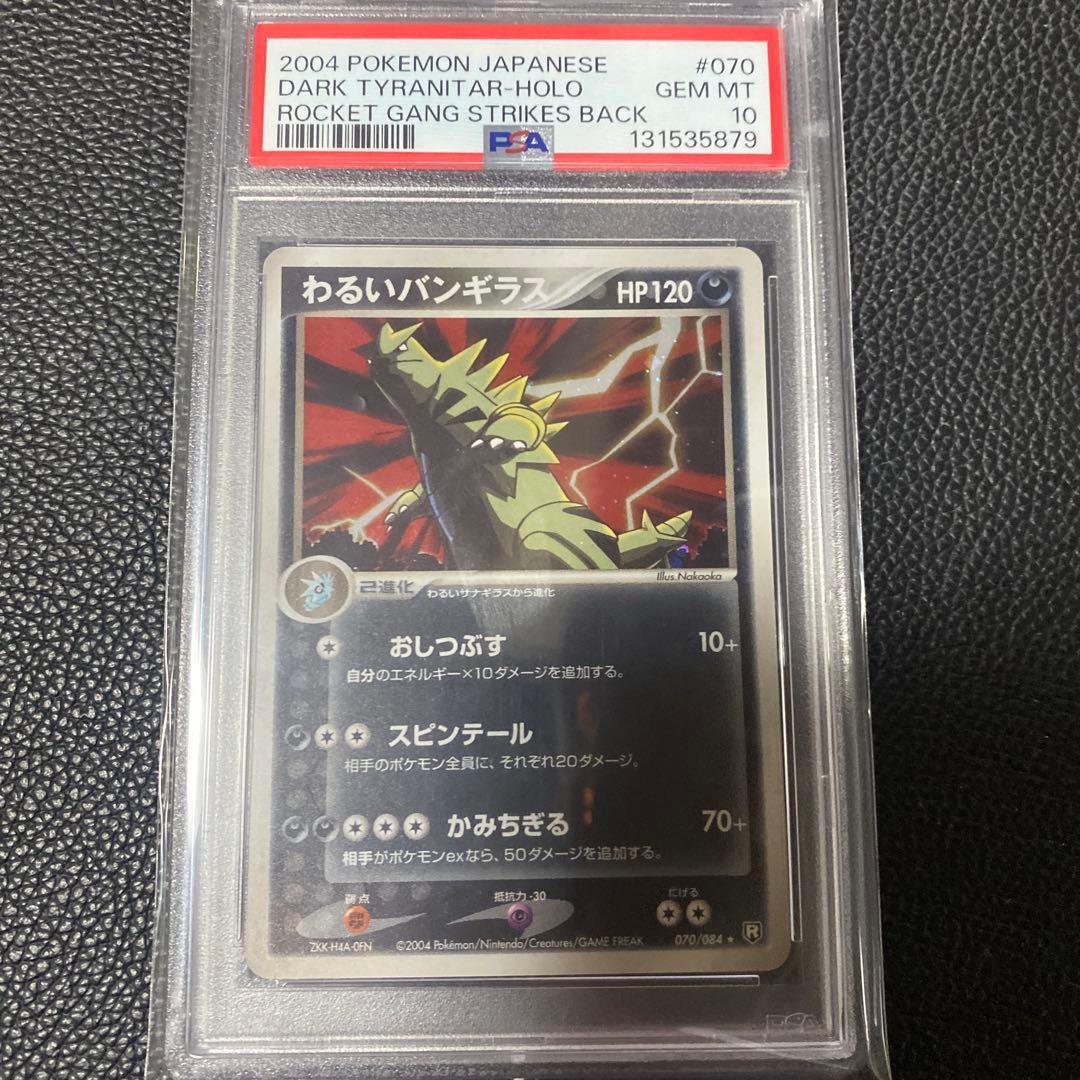 2004 POKEMON JAPANESE #070
DARK TYRANITAR-HOLO GEM MT
ROCKET GANG STRIKES BACK 10
PSA 131535879
わるいバンギラス HP120
Illus. Nakaoka
2進化 わるいサナギラスから進化
おしつぶす 10+
自分のエネルギー×10ダメージを追加する。
スピンテール
相手のポケモン全員に、それぞれ20ダメージ。
かみちぎる 70+
相手がポケモンexなら、50ダメージを追加する。
弱点 抵抗力 -30 にげる
ZKK-H4A-0FN ©2004 Pokémon/Nintendo/Creatures/GAME FREAK 070/084 ★ R
PSA